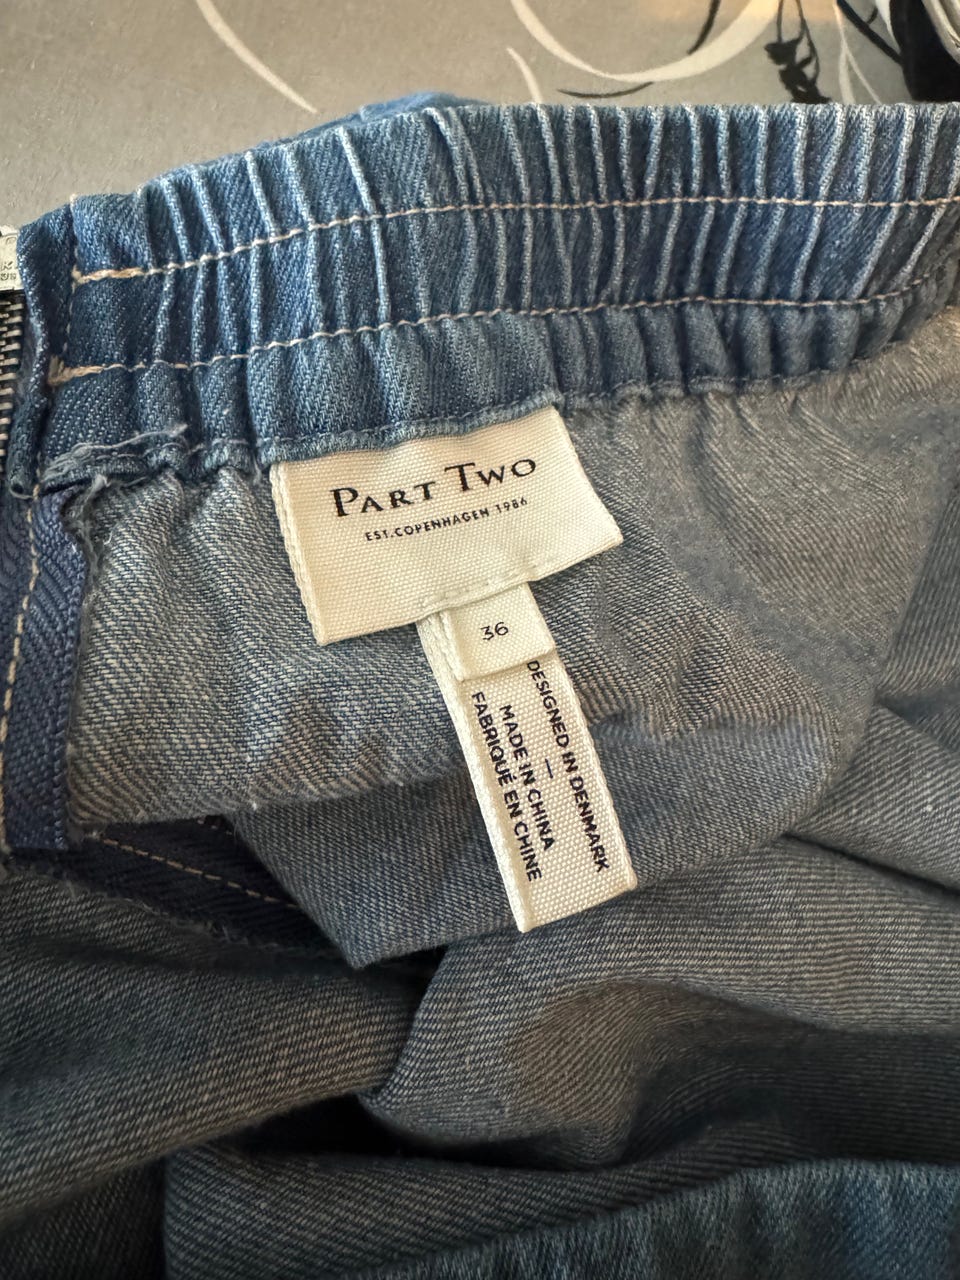 PART TWO
EST.COPENHAGEN 1986
36
DESIGNED IN DENMARK
—
MADE IN CHINA
FABRIQUÉ EN CHINE